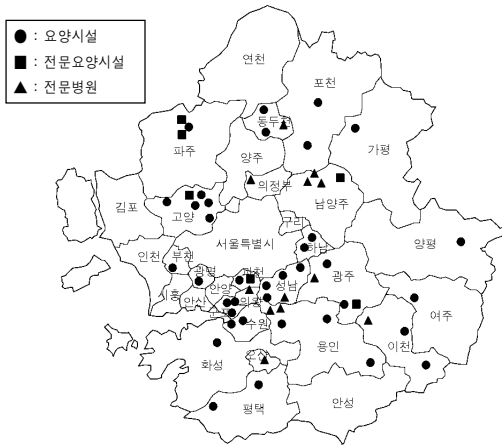 ● : 요양시설
■ : 전문요양시설
▲ : 전문병원
연천
포천
동두천
파주
양주
가평
의정부
남양주
김포
고양
구리
서울특별시
양평
인천
부천
하남
광명
과천
시흥
안양
성남
광주
안산
의왕
여주
수원
용인
이천
화성
오산
평택
안성